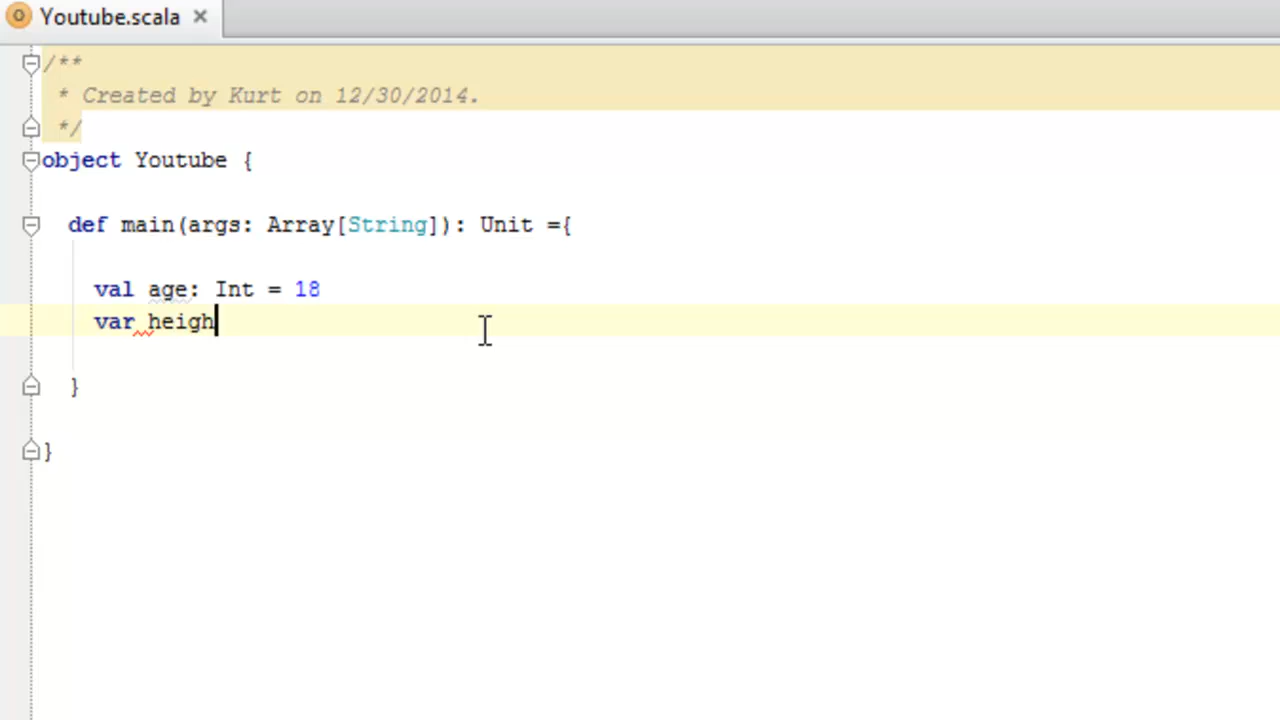 Youtube.scala
/**
 * Created by Kurt on 12/30/2014.
 */
object Youtube {
  def main(args: Array[String]): Unit ={
    val age: Int = 18
    var heigh
  }
}